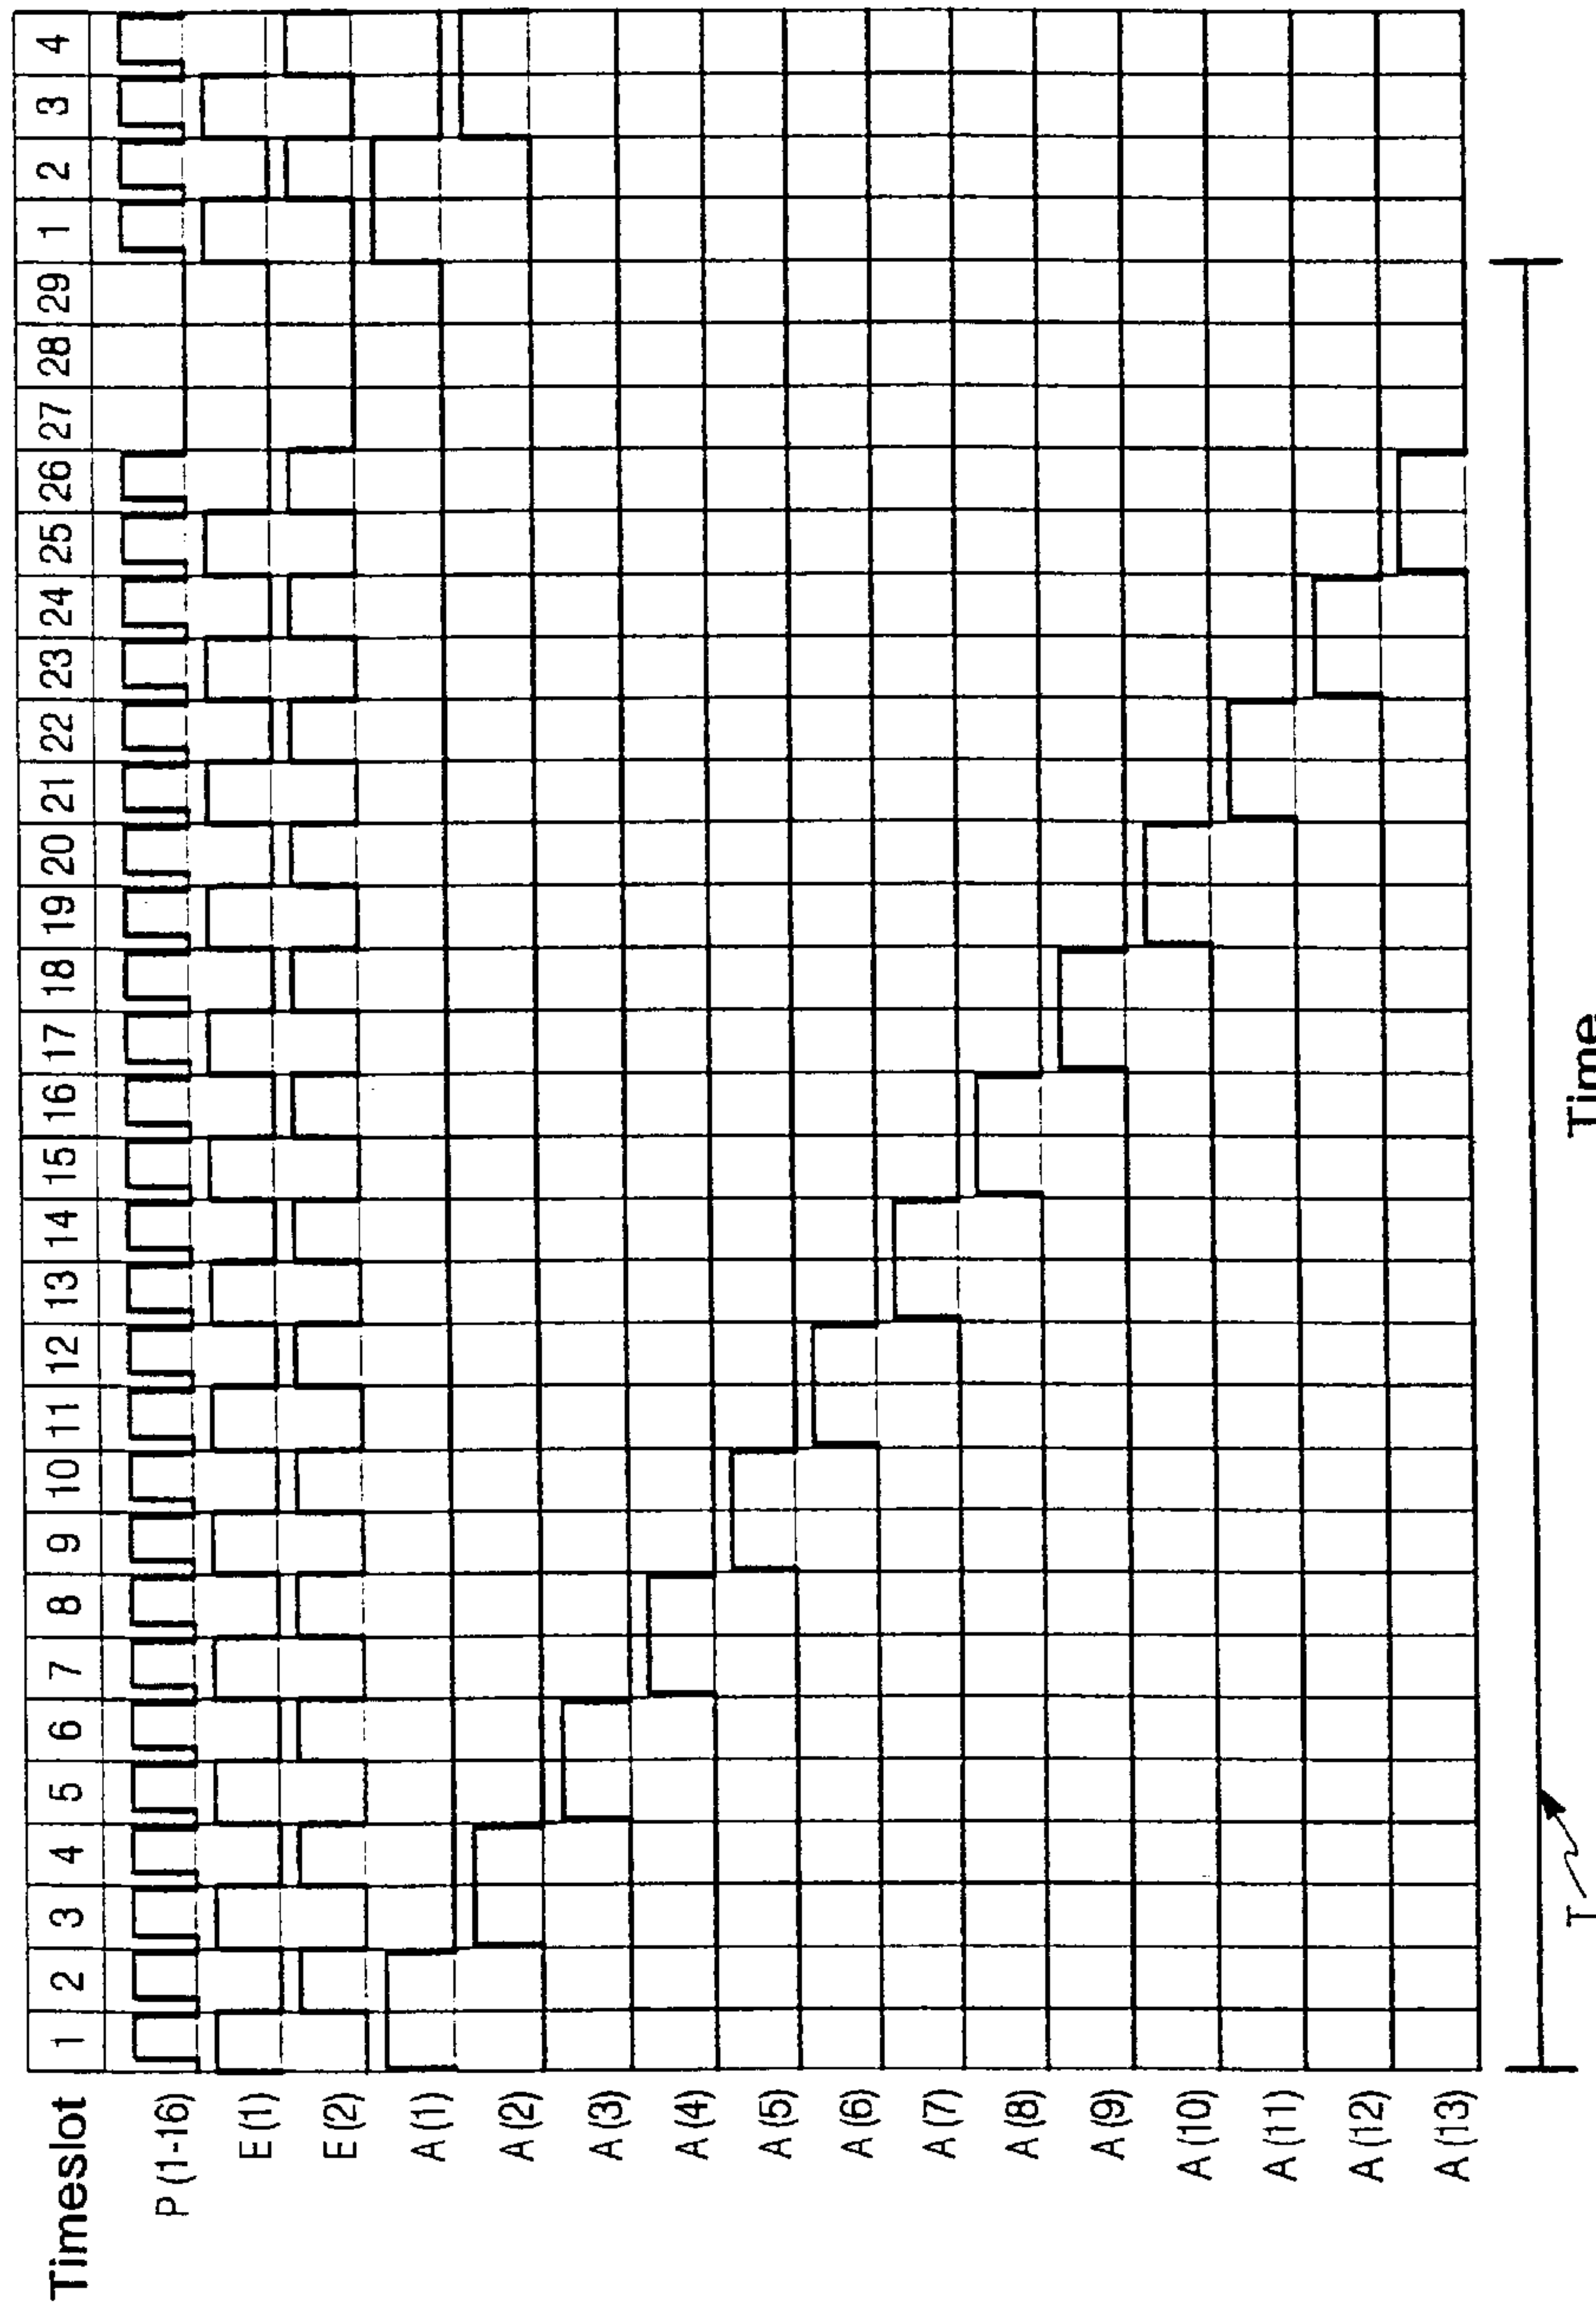 Timeslot 1 2 3 4 5 6 7 8 9 10 11 12 13 14 15 16 17 18 19 20 21 22 23 24 25 26 27 28 29 1 2 3 4
P (1-16)
E (1)
E (2)
A (1)
A (2)
A (3)
A (4)
A (5)
A (6)
A (7)
A (8)
A (9)
A (10)
A (11)
A (12)
A (13)
T
Time